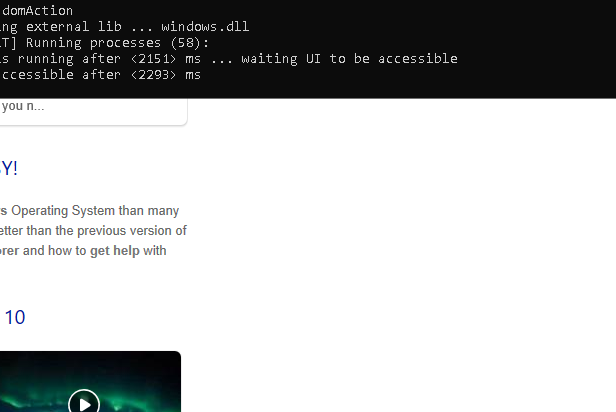 domAction
ng external lib ... windows.dll
T] Running processes (58):
s running after <2151> ms ... waiting UI to be accessible
ccessible after <2293> ms
you n...
Y!
s Operating System than many
etter than the previous version of
rer and how to get help with
10